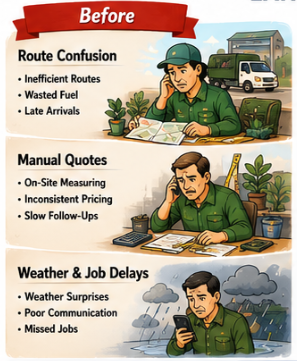 Before
Route Confusion
• Inefficient Routes
• Wasted Fuel
• Late Arrivals
Manual Quotes
• On-Site Measuring
• Inconsistent Pricing
• Slow Follow-Ups
Weather & Job Delays
• Weather Surprises
• Poor Communication
• Missed Jobs